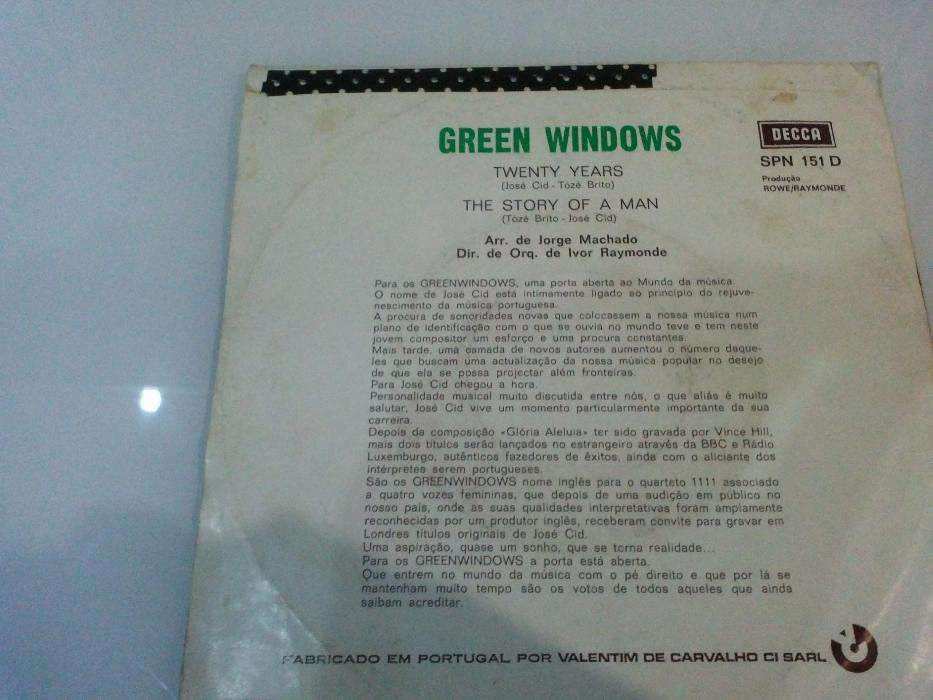 GREEN WINDOWS
DECCA
SPN 151 D
Produção
ROWE/RAYMONDE
TWENTY YEARS
(José Cid - Tózé Brito)
THE STORY OF A MAN
(Tózé Brito - José Cid)
Arr. de Jorge Machado
Dir. de Orq. de Ivor Raymonde
Para os GREENWINDOWS, uma porta aberta ao Mundo da música.
O nome de José Cid está intimamente ligado ao princípio do rejuve-
nescimento da música portuguesa.
A procura de sonoridades novas que colocassem a nossa música num
plano de identificação com o que se ouvia no mundo teve e tem neste
jovem compositor um esforço e uma procura constantes.
Mais tarde, uma camada de novos autores aumentou o número daque-
les que buscam uma actualização da nossa música popular no desejo
de que ela se possa projectar além fronteiras.
Para José Cid chegou a hora.
Personalidade musical muito discutida entre nós, o que aliás é muito
salutar, José Cid vive um momento particularmente importante da sua
carreira.
Depois da composição «Glória Aleluia» ter sido gravada por Vince Hill,
mais dois títulos serão lançados no estrangeiro através da BBC e Rádio
Luxemburgo, autênticos fazedores de êxitos, ainda com o aliciante dos
intérpretes serem portugueses.
São os GREENWINDOWS nome inglês para o quarteto 1111 associado
a quatro vozes femininas, que depois de uma audição em público no
nosso país, onde as suas qualidades interpretativas foram amplamente
reconhecidas por um produtor inglês, receberam convite para gravar em
Londres títulos originais de José Cid.
Uma aspiração, quase um sonho, que se torna realidade...
Para os GREENWINDOWS a porta está aberta.
Que entrem no mundo da música com o pé direito e que por lá se
mantenham muito tempo são os votos de todos aqueles que ainda
saibam acreditar.
FABRICADO EM PORTUGAL POR VALENTIM DE CARVALHO CI SARL